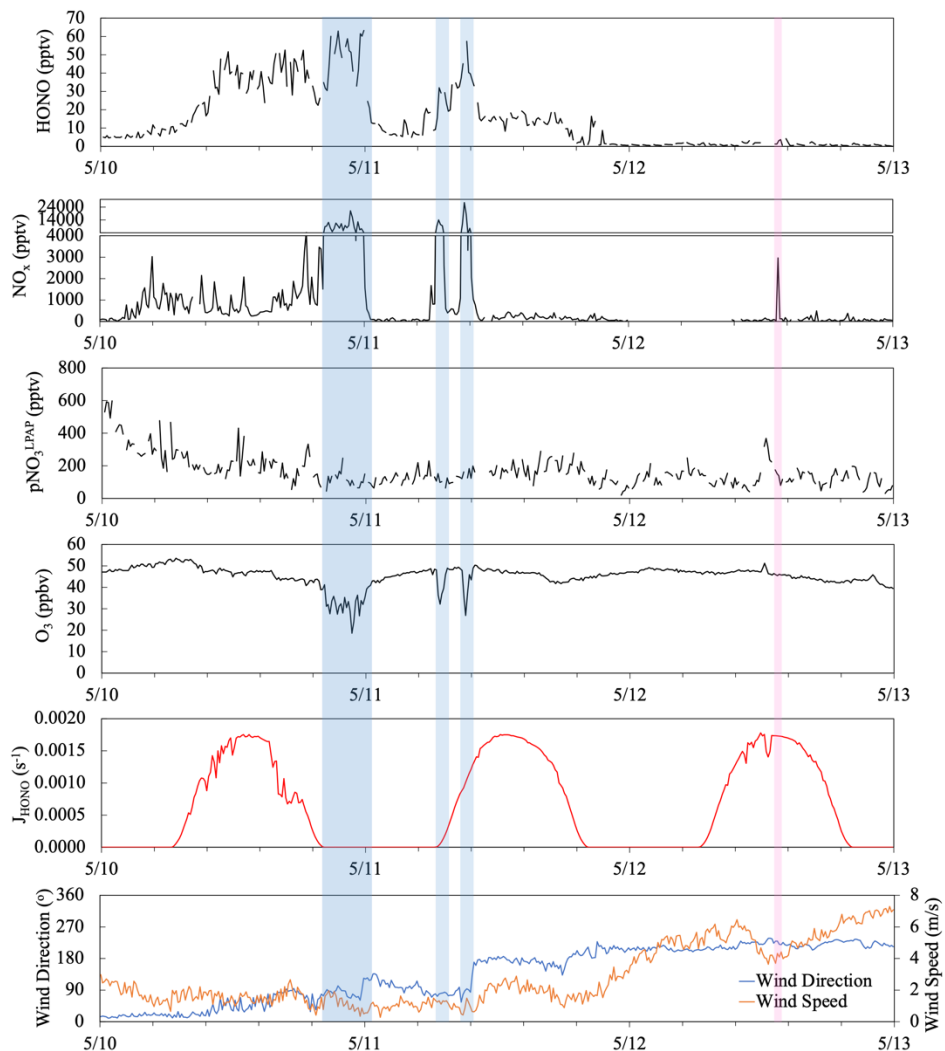 HONO (pptv)
70
60
50
40
30
20
10
0
5/10 5/11 5/12 5/13
NOx (pptv)
24000
14000
4000
3000
2000
1000
0
5/10 5/11 5/12 5/13
pNO3LPAP (pptv)
800
600
400
200
0
5/10 5/11 5/12 5/13
O3 (ppbv)
60
50
40
30
20
10
0
5/10 5/11 5/12 5/13
JHONO (s-1)
0.0020
0.0015
0.0010
0.0005
0.0000
5/10 5/11 5/12 5/13
Wind Direction (o)
360 8
270 6
180 4
90 2
0 0
Wind Speed (m/s)
Wind Direction
Wind Speed
5/10 5/11 5/12 5/13